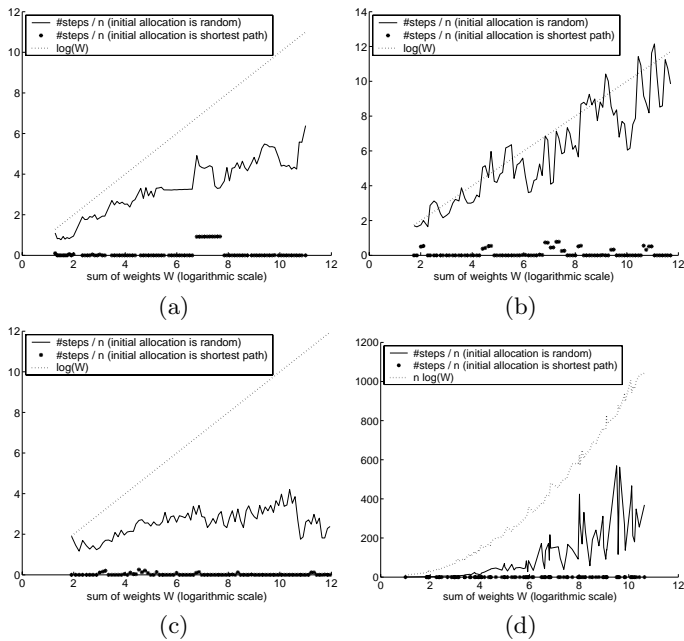 12
#steps / n (initial allocation is random)
#steps / n (initial allocation is shortest path)
log(W)
10
8
6
4
2
0
0 2 4 6 8 10 12
sum of weights W (logarithmic scale)
(a)
14
#steps / n (initial allocation is random)
#steps / n (initial allocation is shortest path)
log(W)
12
10
8
6
4
2
0
0 2 4 6 8 10 12
sum of weights W (logarithmic scale)
(b)
12
#steps / n (initial allocation is random)
#steps / n (initial allocation is shortest path)
log(W)
10
8
6
4
2
0
0 2 4 6 8 10 12
sum of weights W (logarithmic scale)
(c)
1200
#steps / n (initial allocation is random)
#steps / n (initial allocation is shortest path)
n log(W)
1000
800
600
400
200
0
0 2 4 6 8 10 12
sum of weights W (logarithmic scale)
(d)